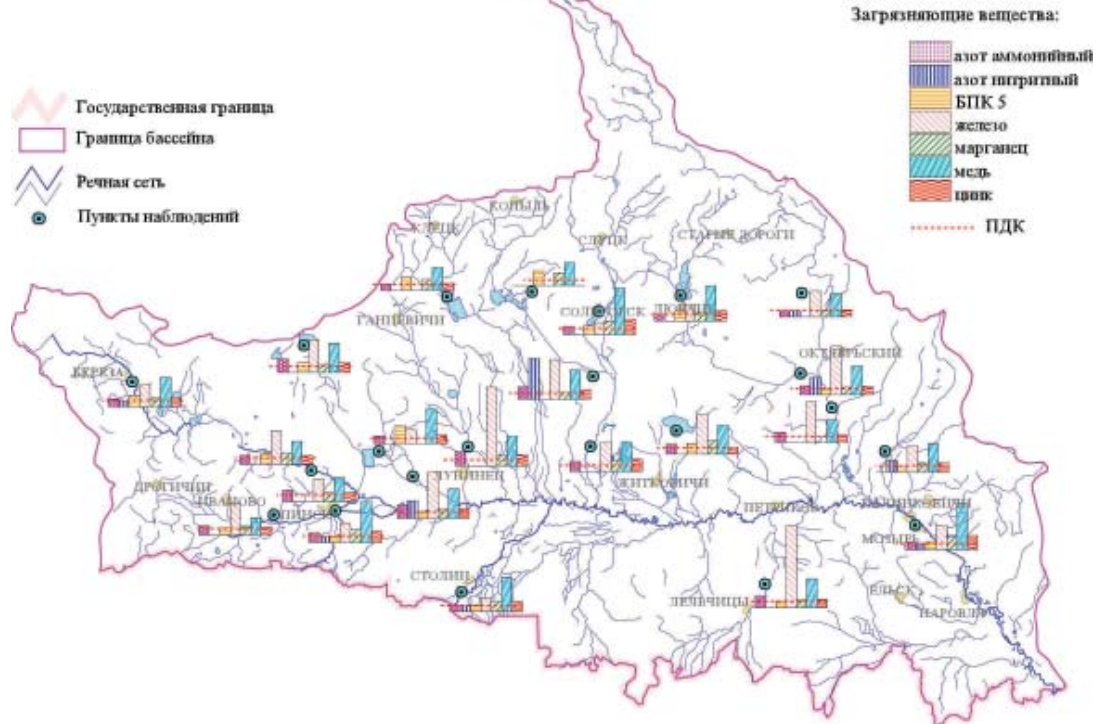 Загрязняющие вещества:
азот аммонийный
азот нитритный
БПК 5
железо
марганец
медь
цинк
ПДК
Государственная граница
Граница бассейна
Речная сеть
Пункты наблюдений
КОПЫЛЬ
КЛЕЦК
СЛУЦК
СТАРЫЕ ДОРОГИ
ГАНЦЕВИЧИ
СОЛИГОРСК
ЛЮБАНЬ
ОКТЯБРЬСКИЙ
БЕРЕЗА
ДРОГИЧИН
ИВАНОВО
ПИНСК
ЛУНИНЕЦ
ЖИТКОВИЧИ
ПЕТРИКОВ
КАЛИНКОВИЧИ
МОЗЫРЬ
СТОЛИН
ЛЕЛЬЧИЦЫ
ЕЛЬСК
НАРОВЛЯ